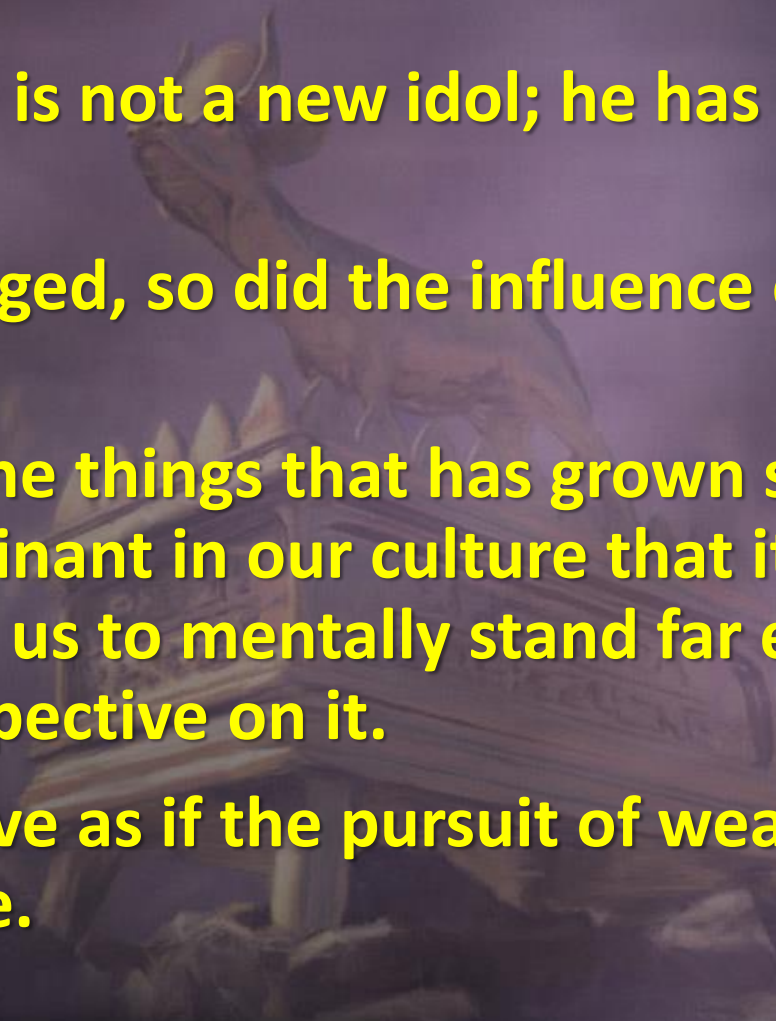 is not a new idol; he has
ged, so did the influence
he things that has grown s
inant in our culture that it
us to mentally stand far e
pective on it.
ve as if the pursuit of wea
e.